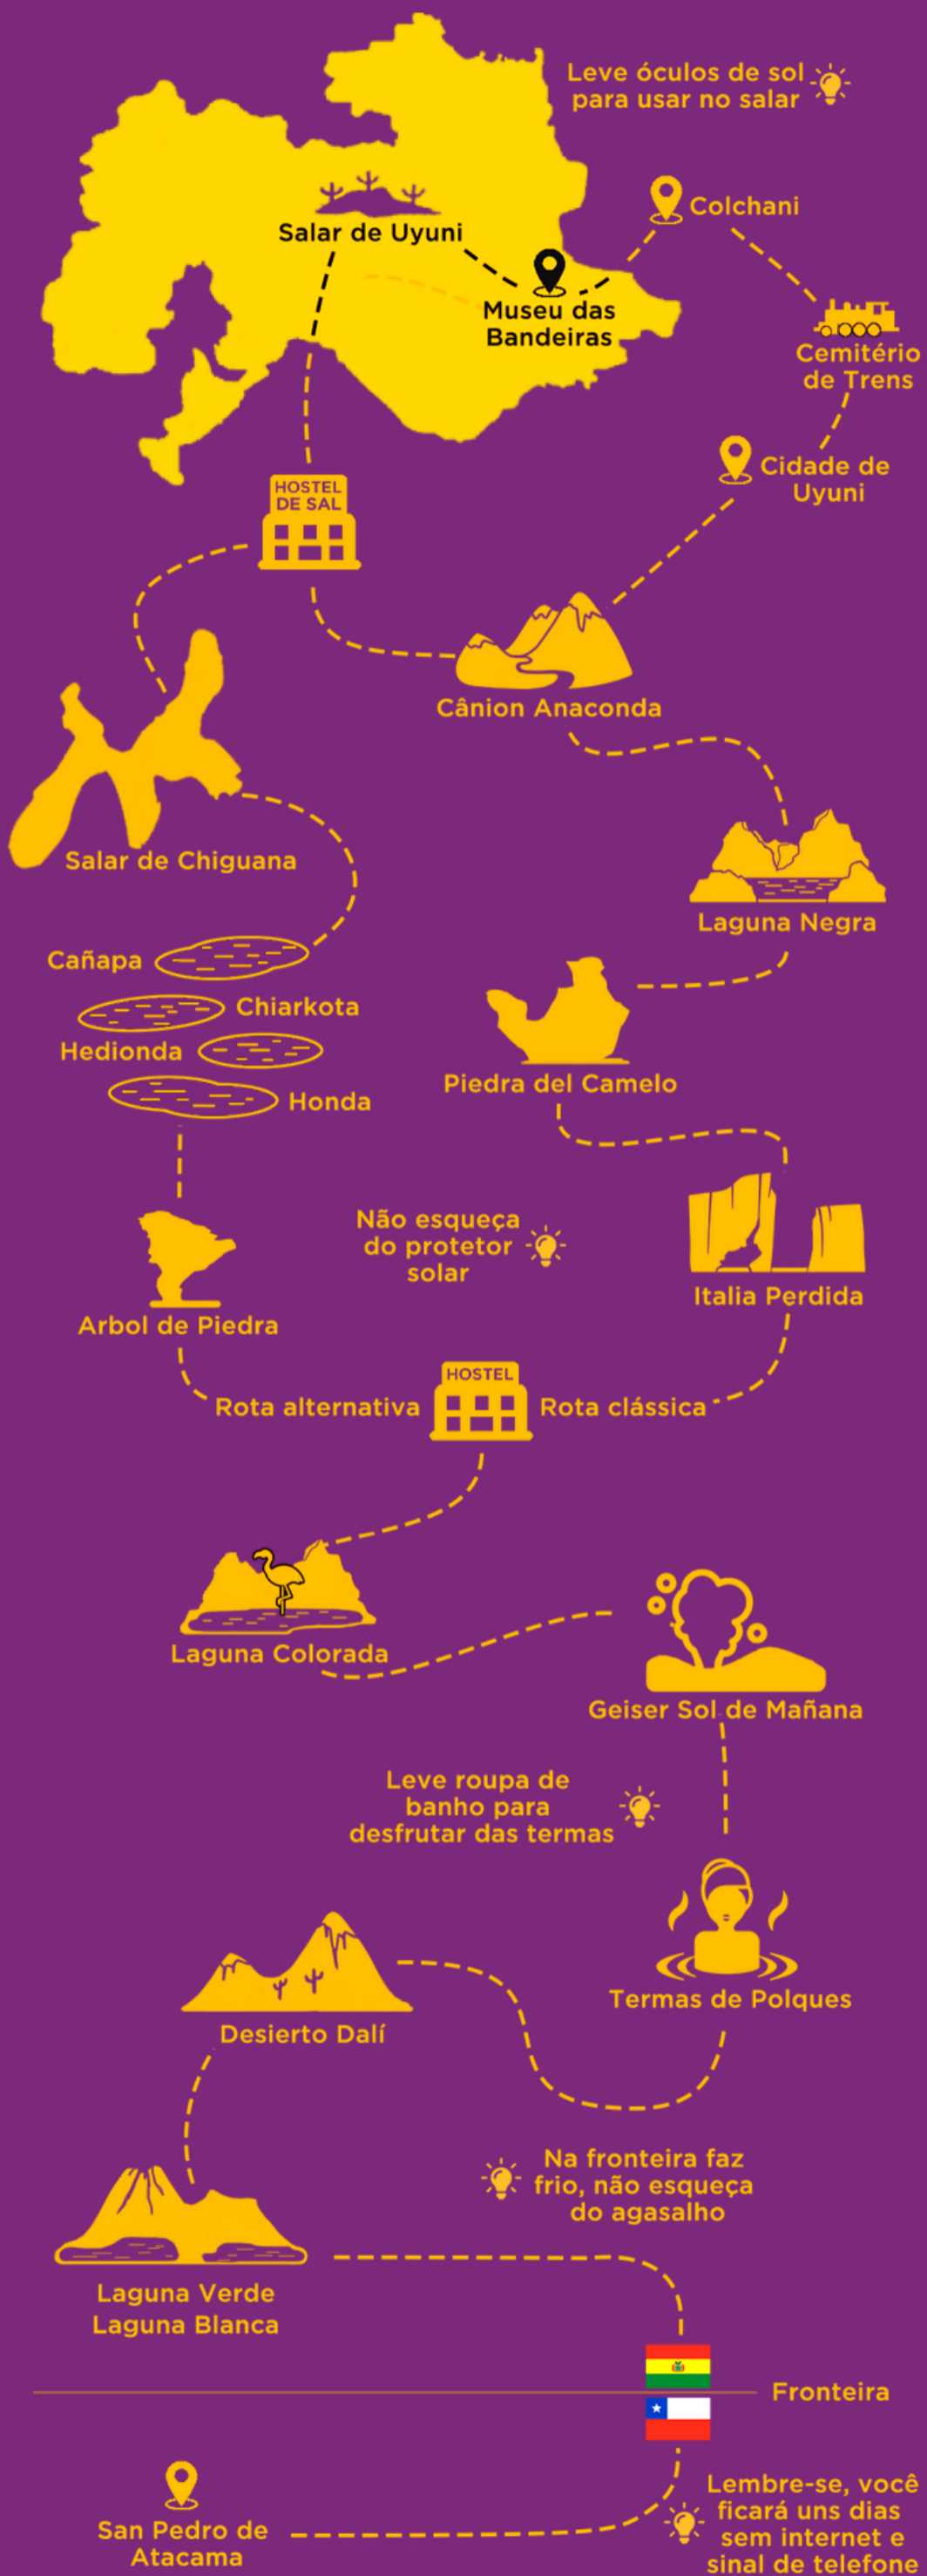 Leve óculos de sol
para usar no salar
Colchani
Salar de Uyuni
Museu das
Bandeiras
Cemitério
de Trens
Cidade de
Uyuni
HOSTEL
DE SAL
Cânion Anaconda
Salar de Chiguana
Laguna Negra
Cañapa
Chiarkota
Hedionda
Honda
Piedra del Camelo
Não esqueça
do protetor
solar
Italia Perdida
Arbol de Piedra
HOSTEL
Rota alternativa
Rota clássica
Laguna Colorada
Geiser Sol de Mañana
Leve roupa de
banho para
desfrutar das termas
Termas de Polques
Desierto Dalí
Na fronteira faz
frio, não esqueça
do agasalho
Laguna Verde
Laguna Blanca
Fronteira
San Pedro de
Atacama
Lembre-se, você
ficará uns dias
sem internet e
sinal de telefone